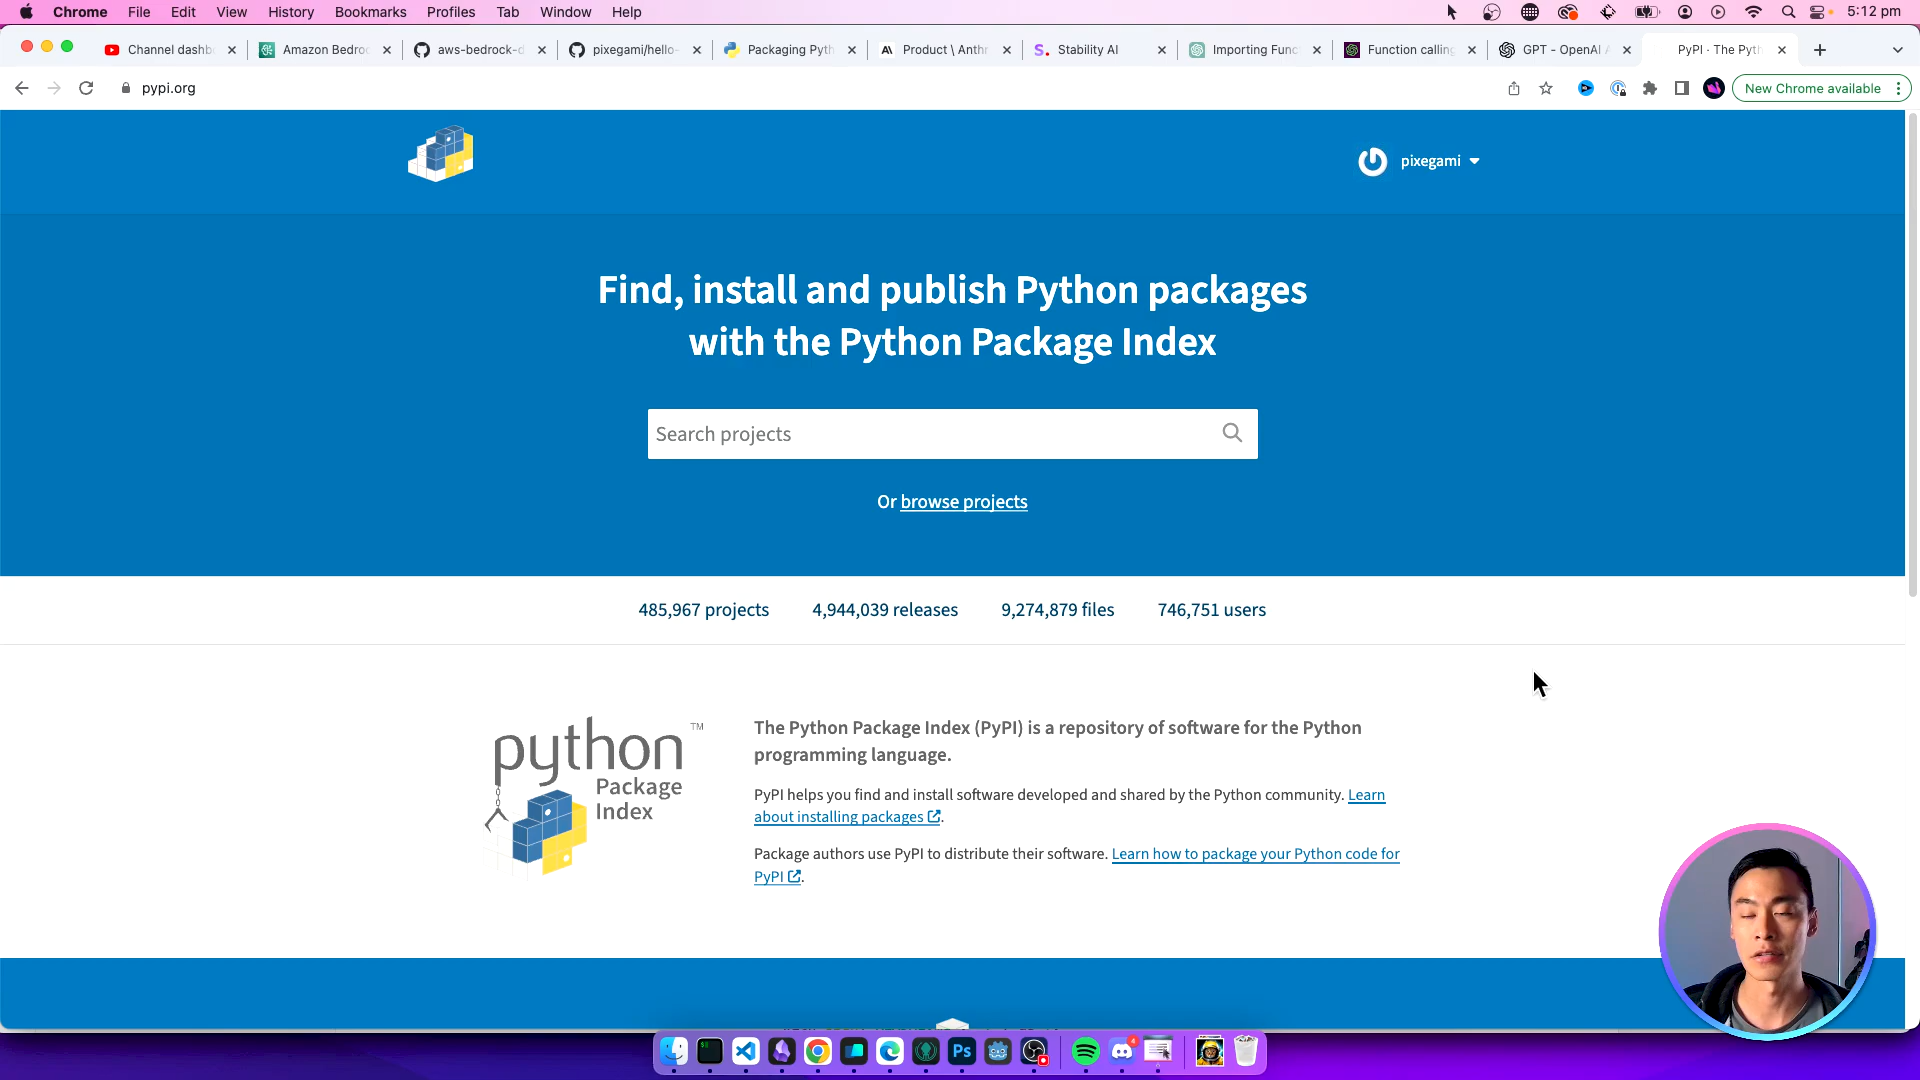 Chrome File Edit View History Bookmarks Profiles Tab Window Help 5:12 pm
Channel dashb Amazon Bedroc aws-bedrock-d pixegami/hello- Packaging Pyth Product \ Anthr Stability AI Importing Func Function calling GPT - OpenAI A PyPI · The Pyth
pypi.org New Chrome available
pixegami
Find, install and publish Python packages
with the Python Package Index
Search projects
Or browse projects
485,967 projects 4,944,039 releases 9,274,879 files 746,751 users
python TM
Package
Index
The Python Package Index (PyPI) is a repository of software for the Python
programming language.
PyPI helps you find and install software developed and shared by the Python community. Learn
about installing packages.
Package authors use PyPI to distribute their software. Learn how to package your Python code for
PyPI.
Ps
4